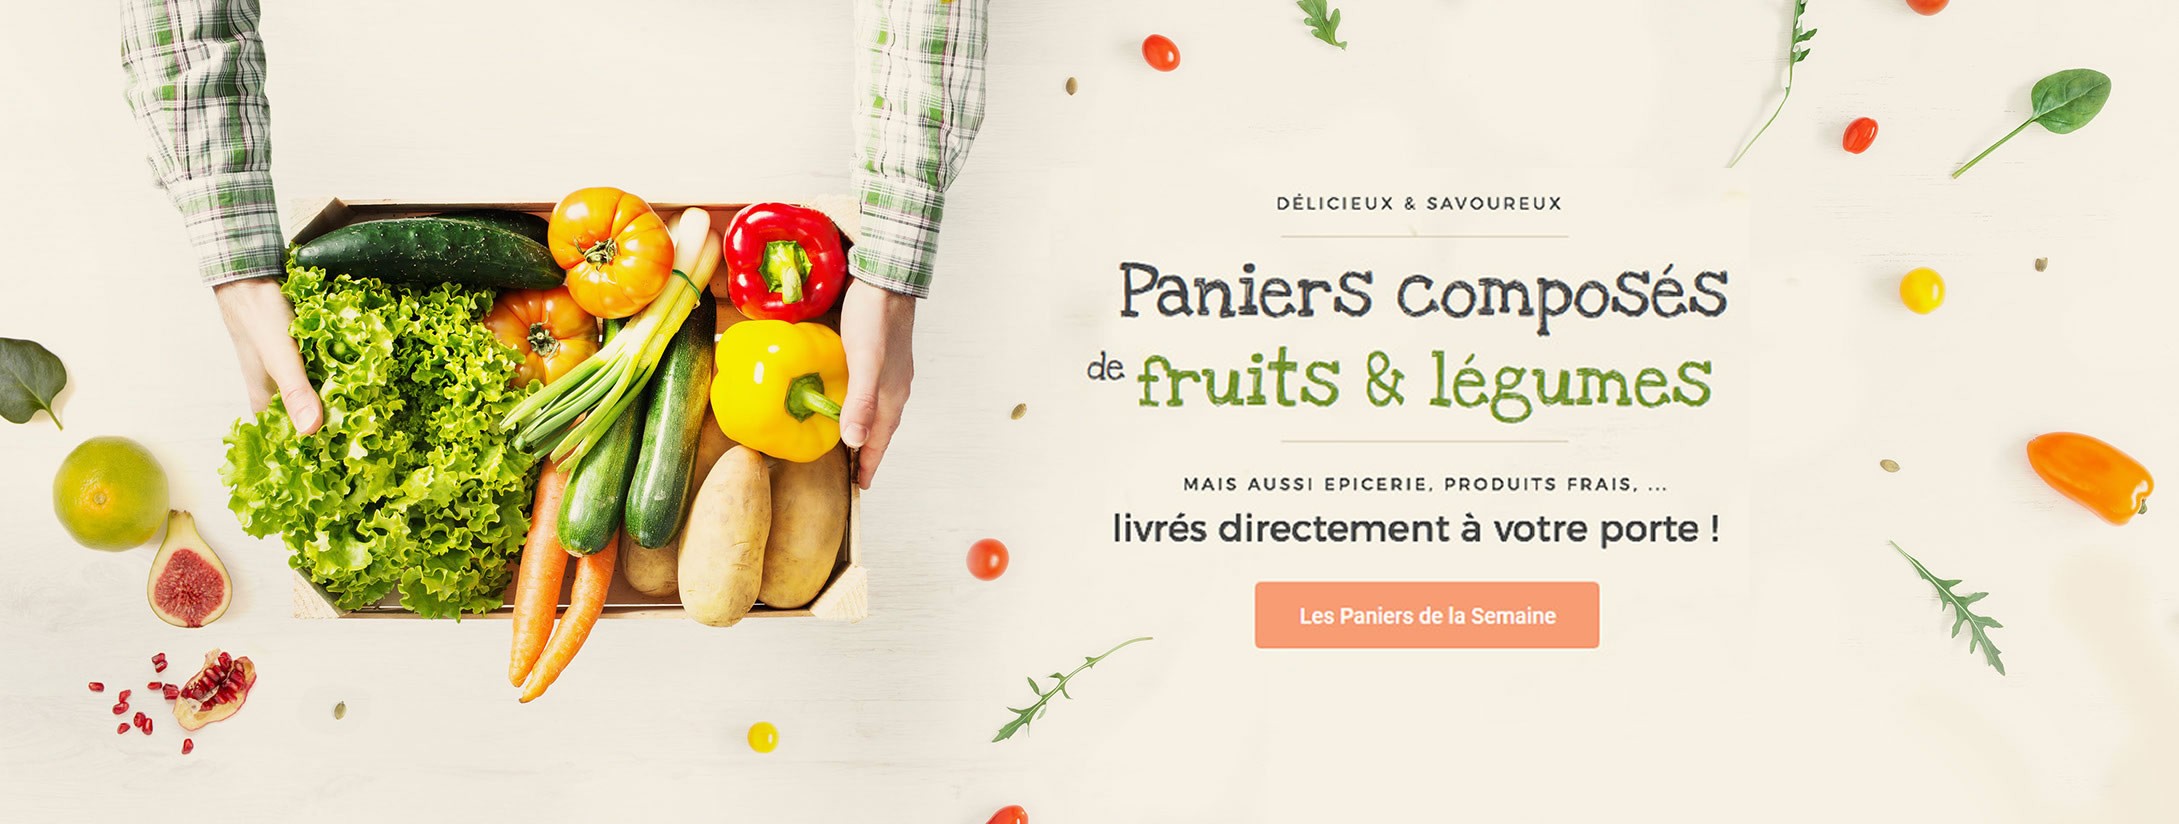 DÉLICIEUX & SAVOUREUX
Paniers composés
de fruits & légumes
MAIS AUSSI EPICERIE, PRODUITS FRAIS, ...
livrés directement à votre porte !
Les Paniers de la Semaine